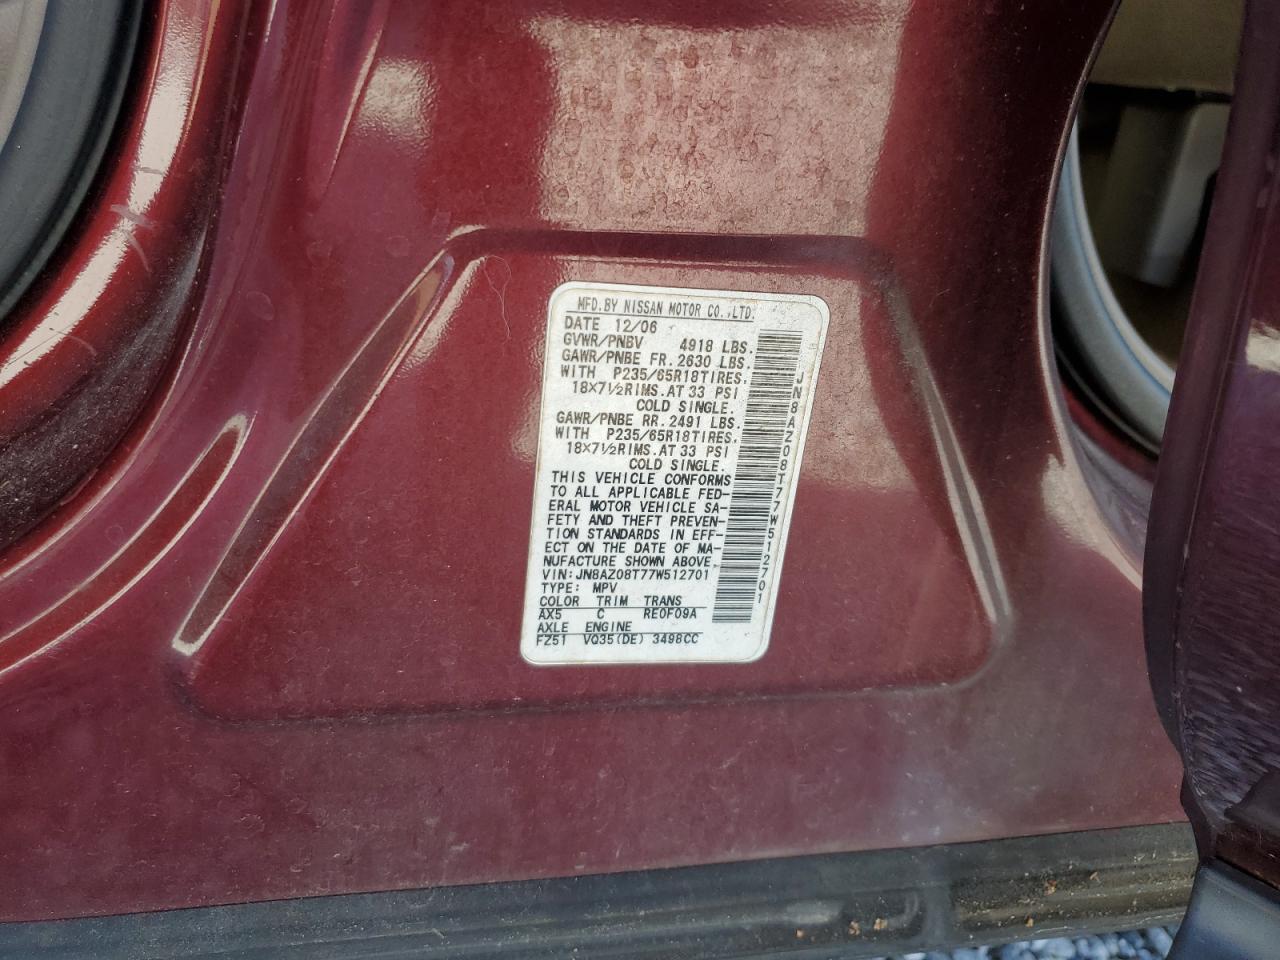 MFD.BY NISSAN MOTOR CO.,LTD.
DATE 12/06
GVWR/PNBV 4918 LBS.
GAWR/PNBE FR.2630 LBS.
WITH P235/65R18TIRES.
18×7½RIMS.AT 33 PSI
COLD SINGLE.
GAWR/PNBE RR.2491 LBS.
WITH P235/65R18TIRES.
18×7½RIMS.AT 33 PSI
COLD SINGLE.
THIS VEHICLE CONFORMS
TO ALL APPLICABLE FED-
ERAL MOTOR VEHICLE SA-
FETY AND THEFT PREVEN-
TION STANDARDS IN EFF-
ECT ON THE DATE OF MA-
NUFACTURE SHOWN ABOVE.
VIN:JN8AZ08T77W512701
TYPE: MPV
COLOR TRIM TRANS
AX5 C RE0F09A
AXLE ENGINE
FZ51 VQ35(DE) 3498CC
JN8AZ08T77W512701